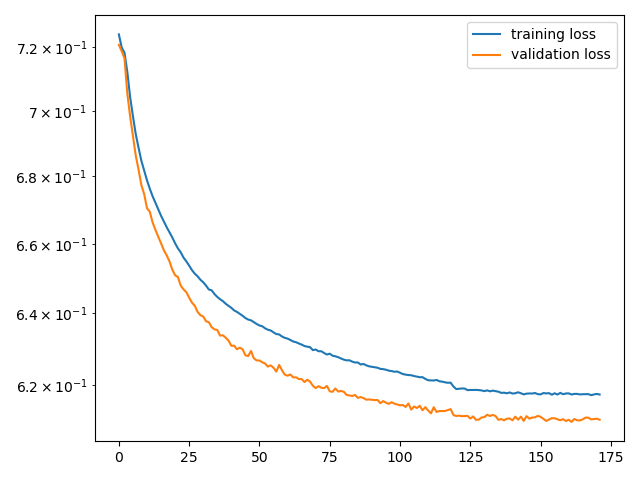 training loss
validation loss
7.2 × 10⁻¹
7 × 10⁻¹
6.8 × 10⁻¹
6.6 × 10⁻¹
6.4 × 10⁻¹
6.2 × 10⁻¹
0 25 50 75 100 125 150 175